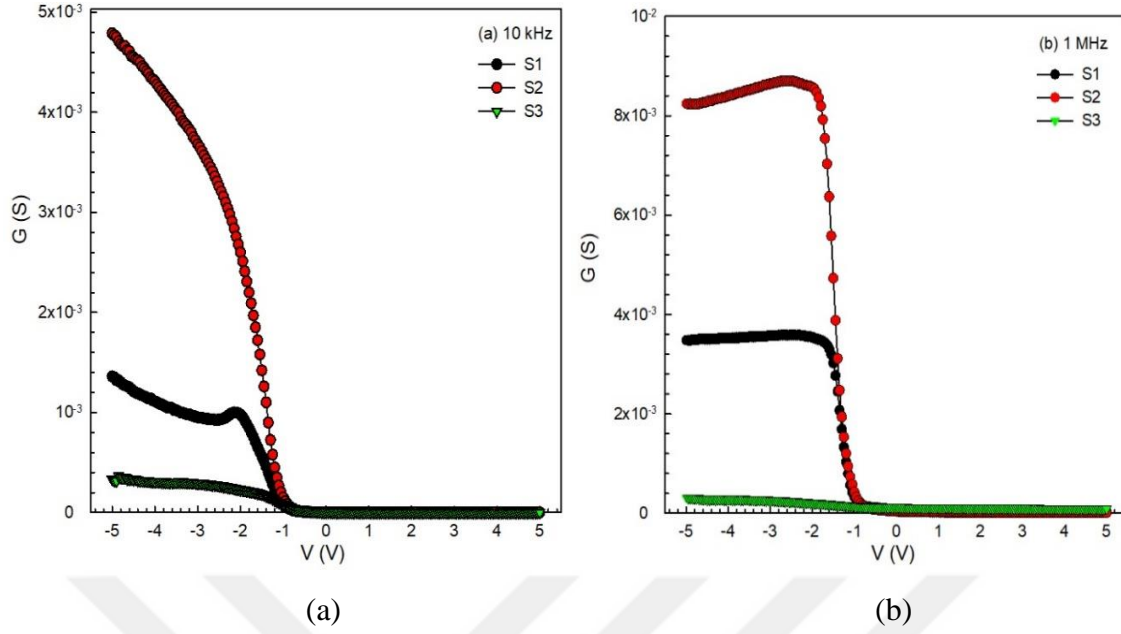 5x10⁻³
(a) 10 kHz
S1
S2
S3
4x10⁻³
3x10⁻³
G (S)
2x10⁻³
10⁻³
0
-5 -4 -3 -2 -1 0 1 2 3 4 5
V (V)
(a)
10⁻²
(b) 1 MHz
S1
S2
S3
8x10⁻³
6x10⁻³
G (S)
4x10⁻³
2x10⁻³
0
-5 -4 -3 -2 -1 0 1 2 3 4 5
V (V)
(b)